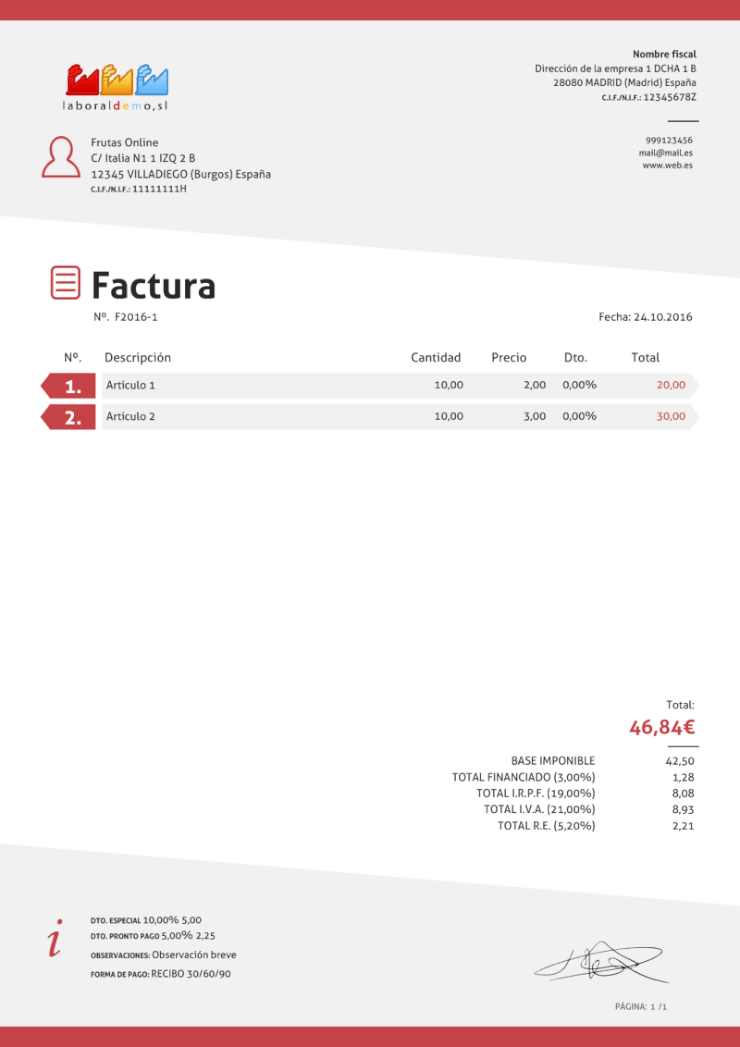 laboraldemo,sl
Nombre fiscal
Dirección de la empresa 1 DCHA 1 B
28080 MADRID (Madrid) España
C.I.F./N.I.F.: 12345678Z
999123456
mail@mail.es
www.web.es
Frutas Online
C/ Italia N1 1 IZQ 2 B
12345 VILLADIEGO (Burgos) España
C.I.F./N.I.F.: 11111111H
Factura
Nº. F2016-1 Fecha: 24.10.2016
Nº. Descripción Cantidad Precio Dto. Total
1. Artículo 1 10,00 2,00 0,00% 20,00
2. Artículo 2 10,00 3,00 0,00% 30,00
Total:
46,84€
BASE IMPONIBLE 42,50
TOTAL FINANCIADO (3,00%) 1,28
TOTAL I.R.P.F. (19,00%) 8,08
TOTAL I.V.A. (21,00%) 8,93
TOTAL R.E. (5,20%) 2,21
i
DTO. ESPECIAL 10,00% 5,00
DTO. PRONTO PAGO 5,00% 2,25
OBSERVACIONES: Observación breve
FORMA DE PAGO: RECIBO 30/60/90
PÁGINA: 1 /1